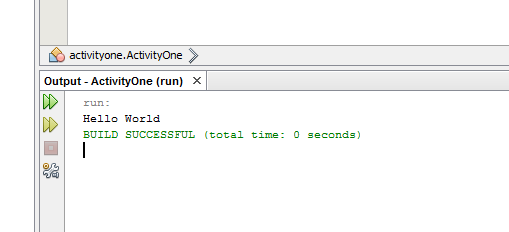 activityone.ActivityOne
Output - ActivityOne (run)
run:
Hello World
BUILD SUCCESSFUL (total time: 0 seconds)